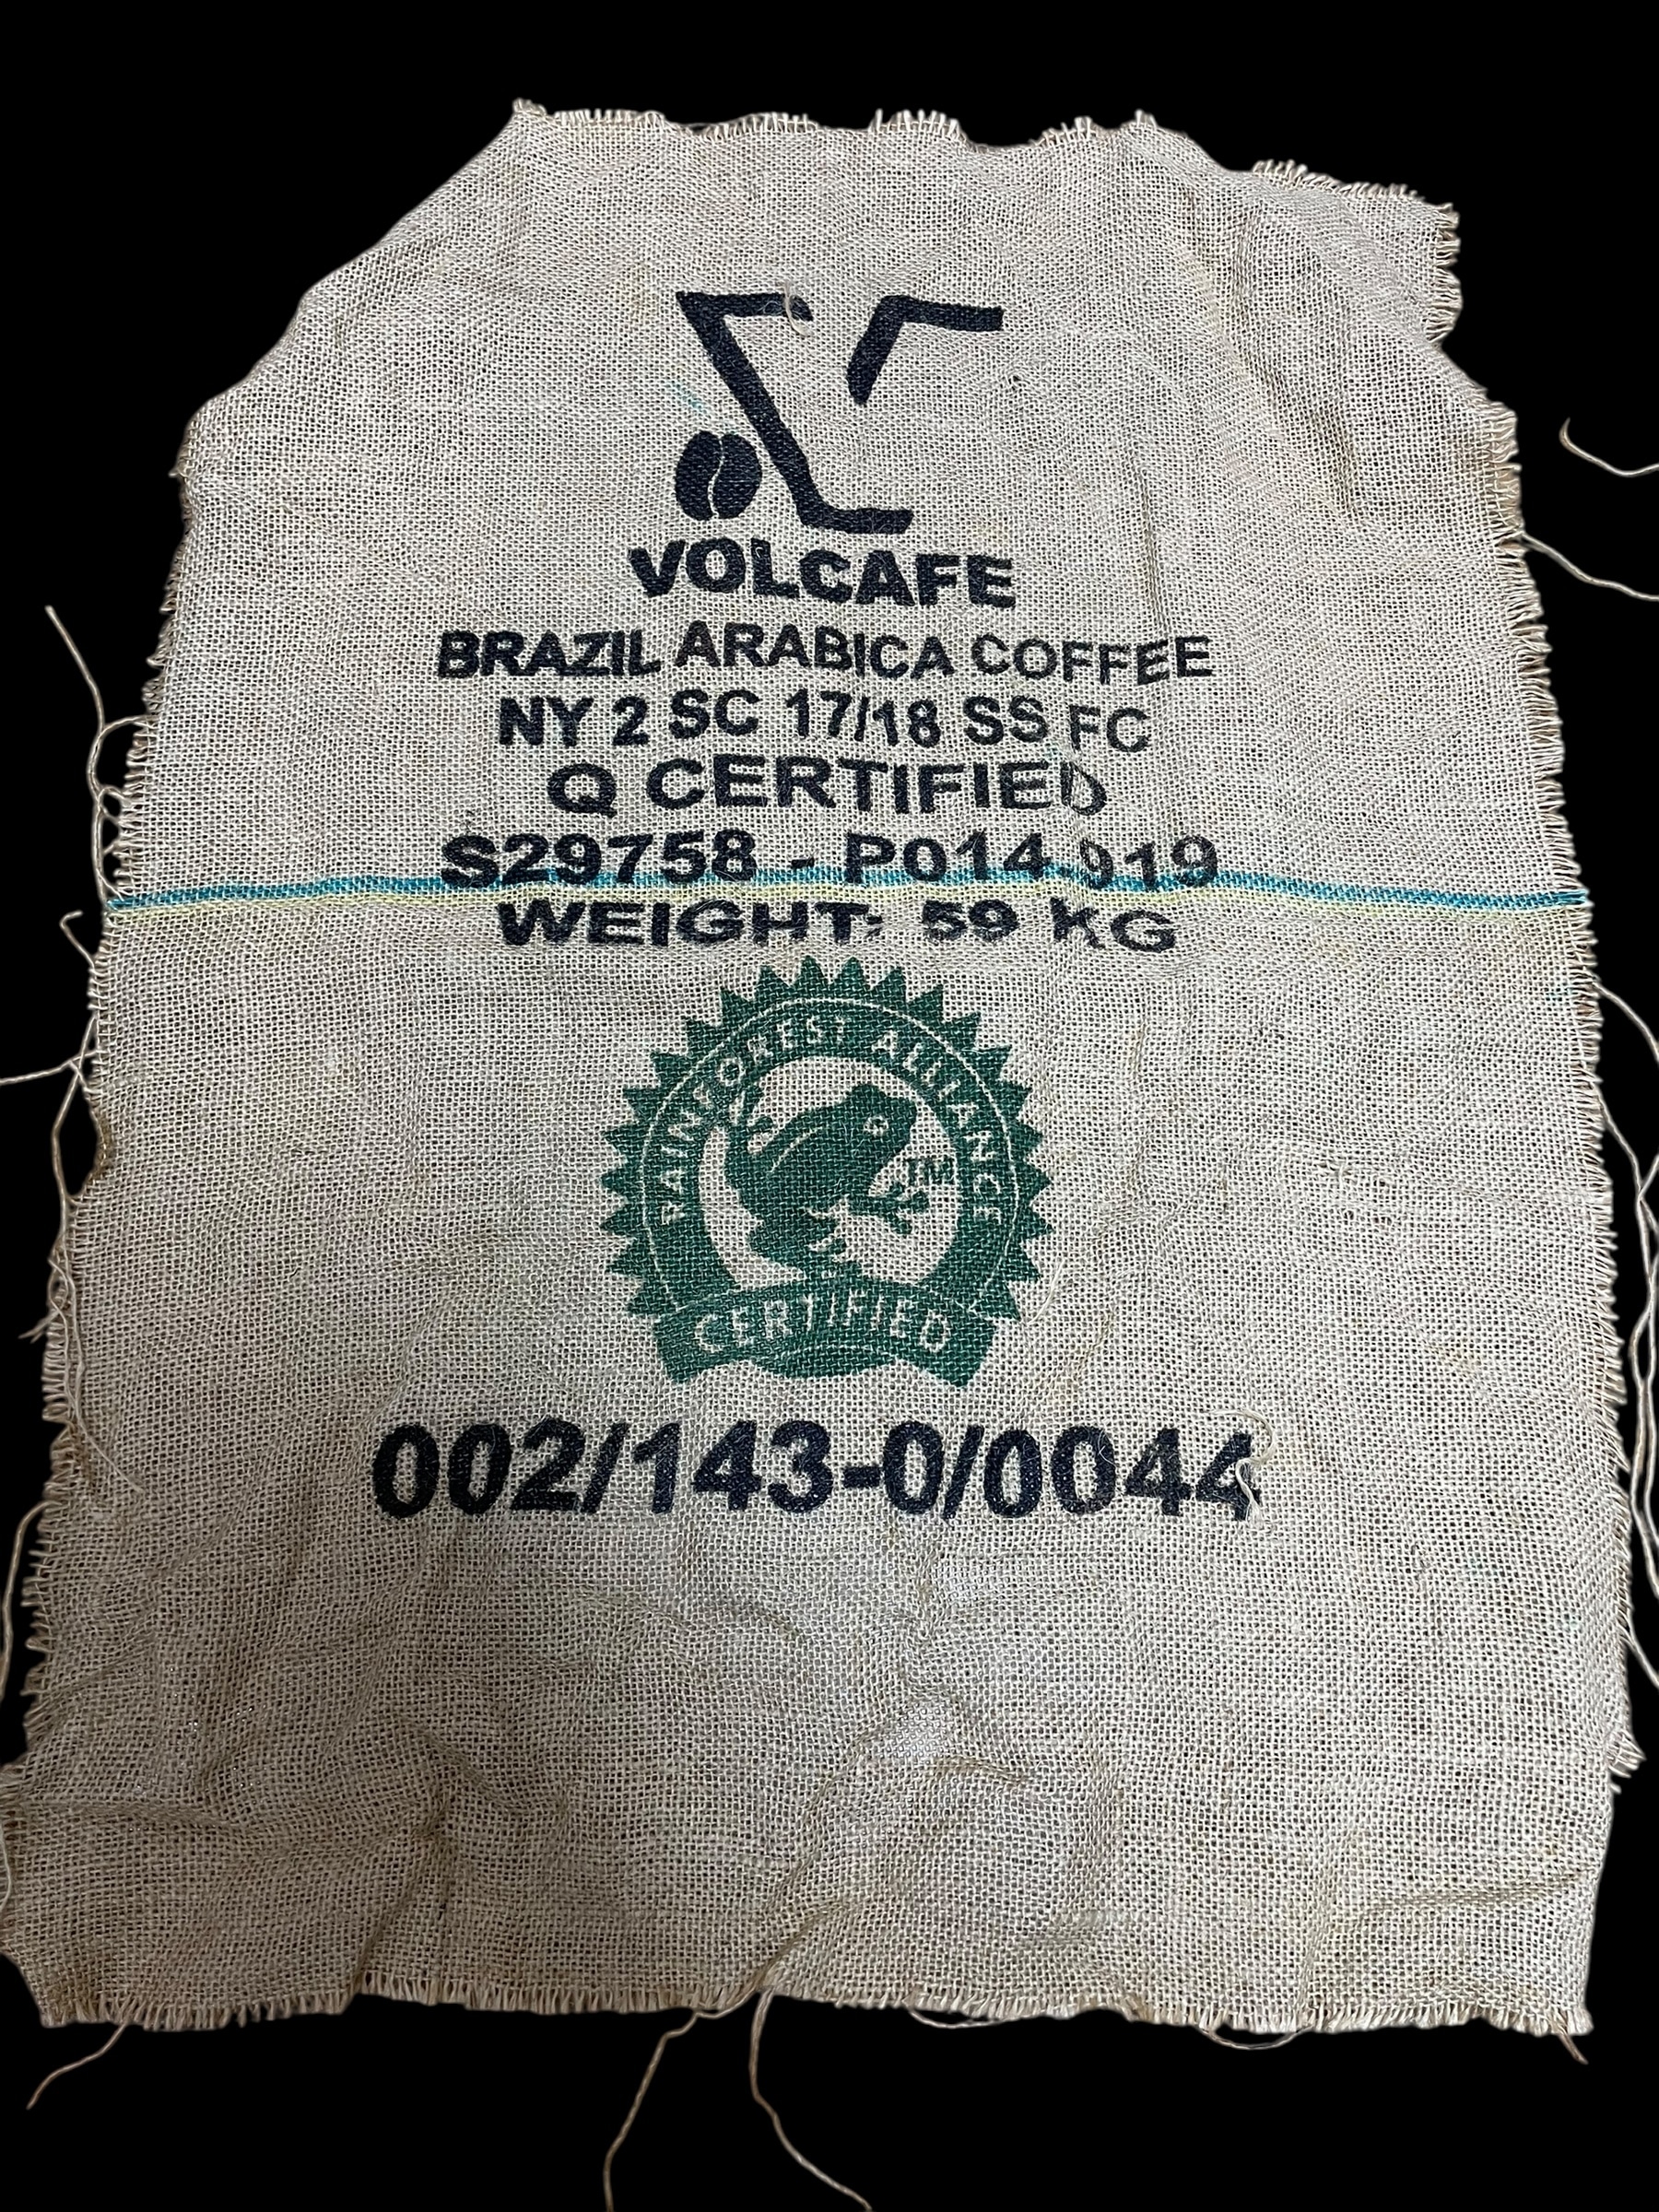 VOLCAFE
BRAZIL ARABICA COFFEE
NY 2 SC 17/18 SS FC
Q CERTIFIED
S29758 - P014.919
WEIGHT: 59 KG
RAINFOREST ALLIANCE
TM
CERTIFIED
002/143-0/0044